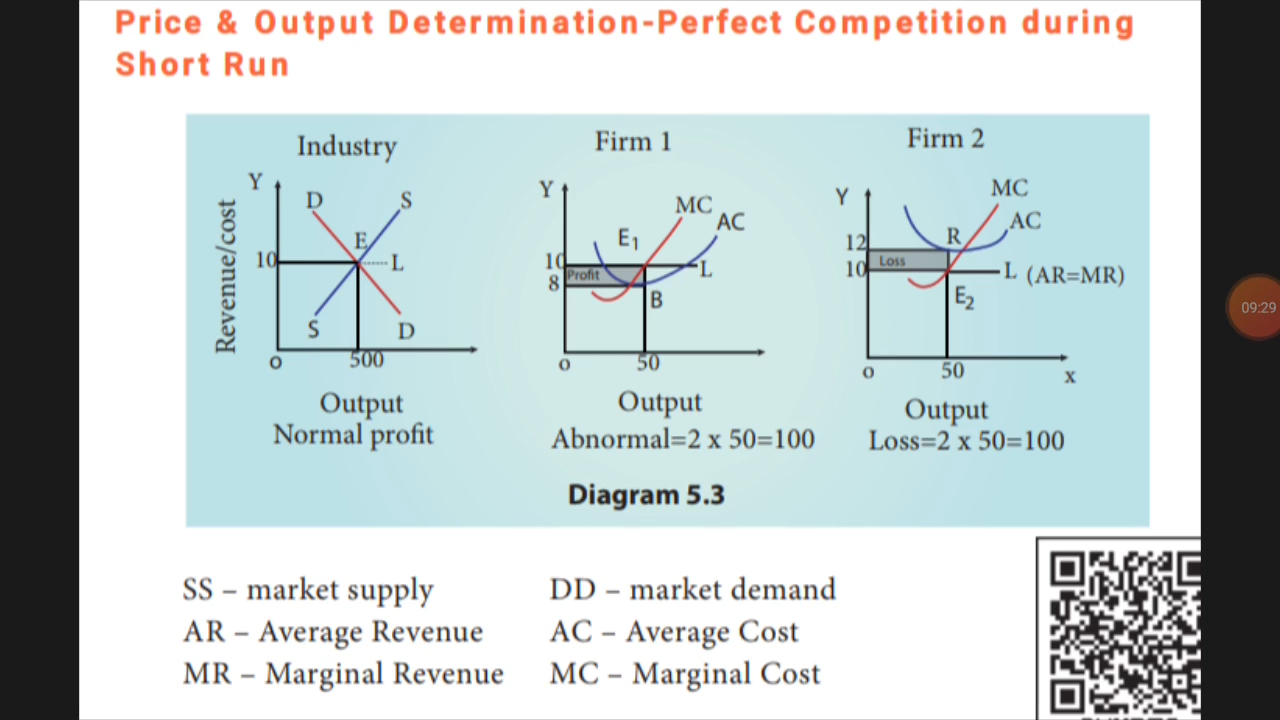 Price & Output Determination-Perfect Competition during
Short Run
Industry
Y
D
S
E
10
L
Revenue/cost
S
D
o
500
Output
Normal profit
Firm 1
Y
MC
AC
E1
10
Profit
L
8
B
o
50
Output
Abnormal=2 x 50=100
Firm 2
Y
MC
AC
R
12
Loss
10
L (AR=MR)
E2
o
50
x
Output
Loss=2 x 50=100
Diagram 5.3
SS – market supply
DD – market demand
AR – Average Revenue
AC – Average Cost
MR – Marginal Revenue
MC – Marginal Cost
09:29